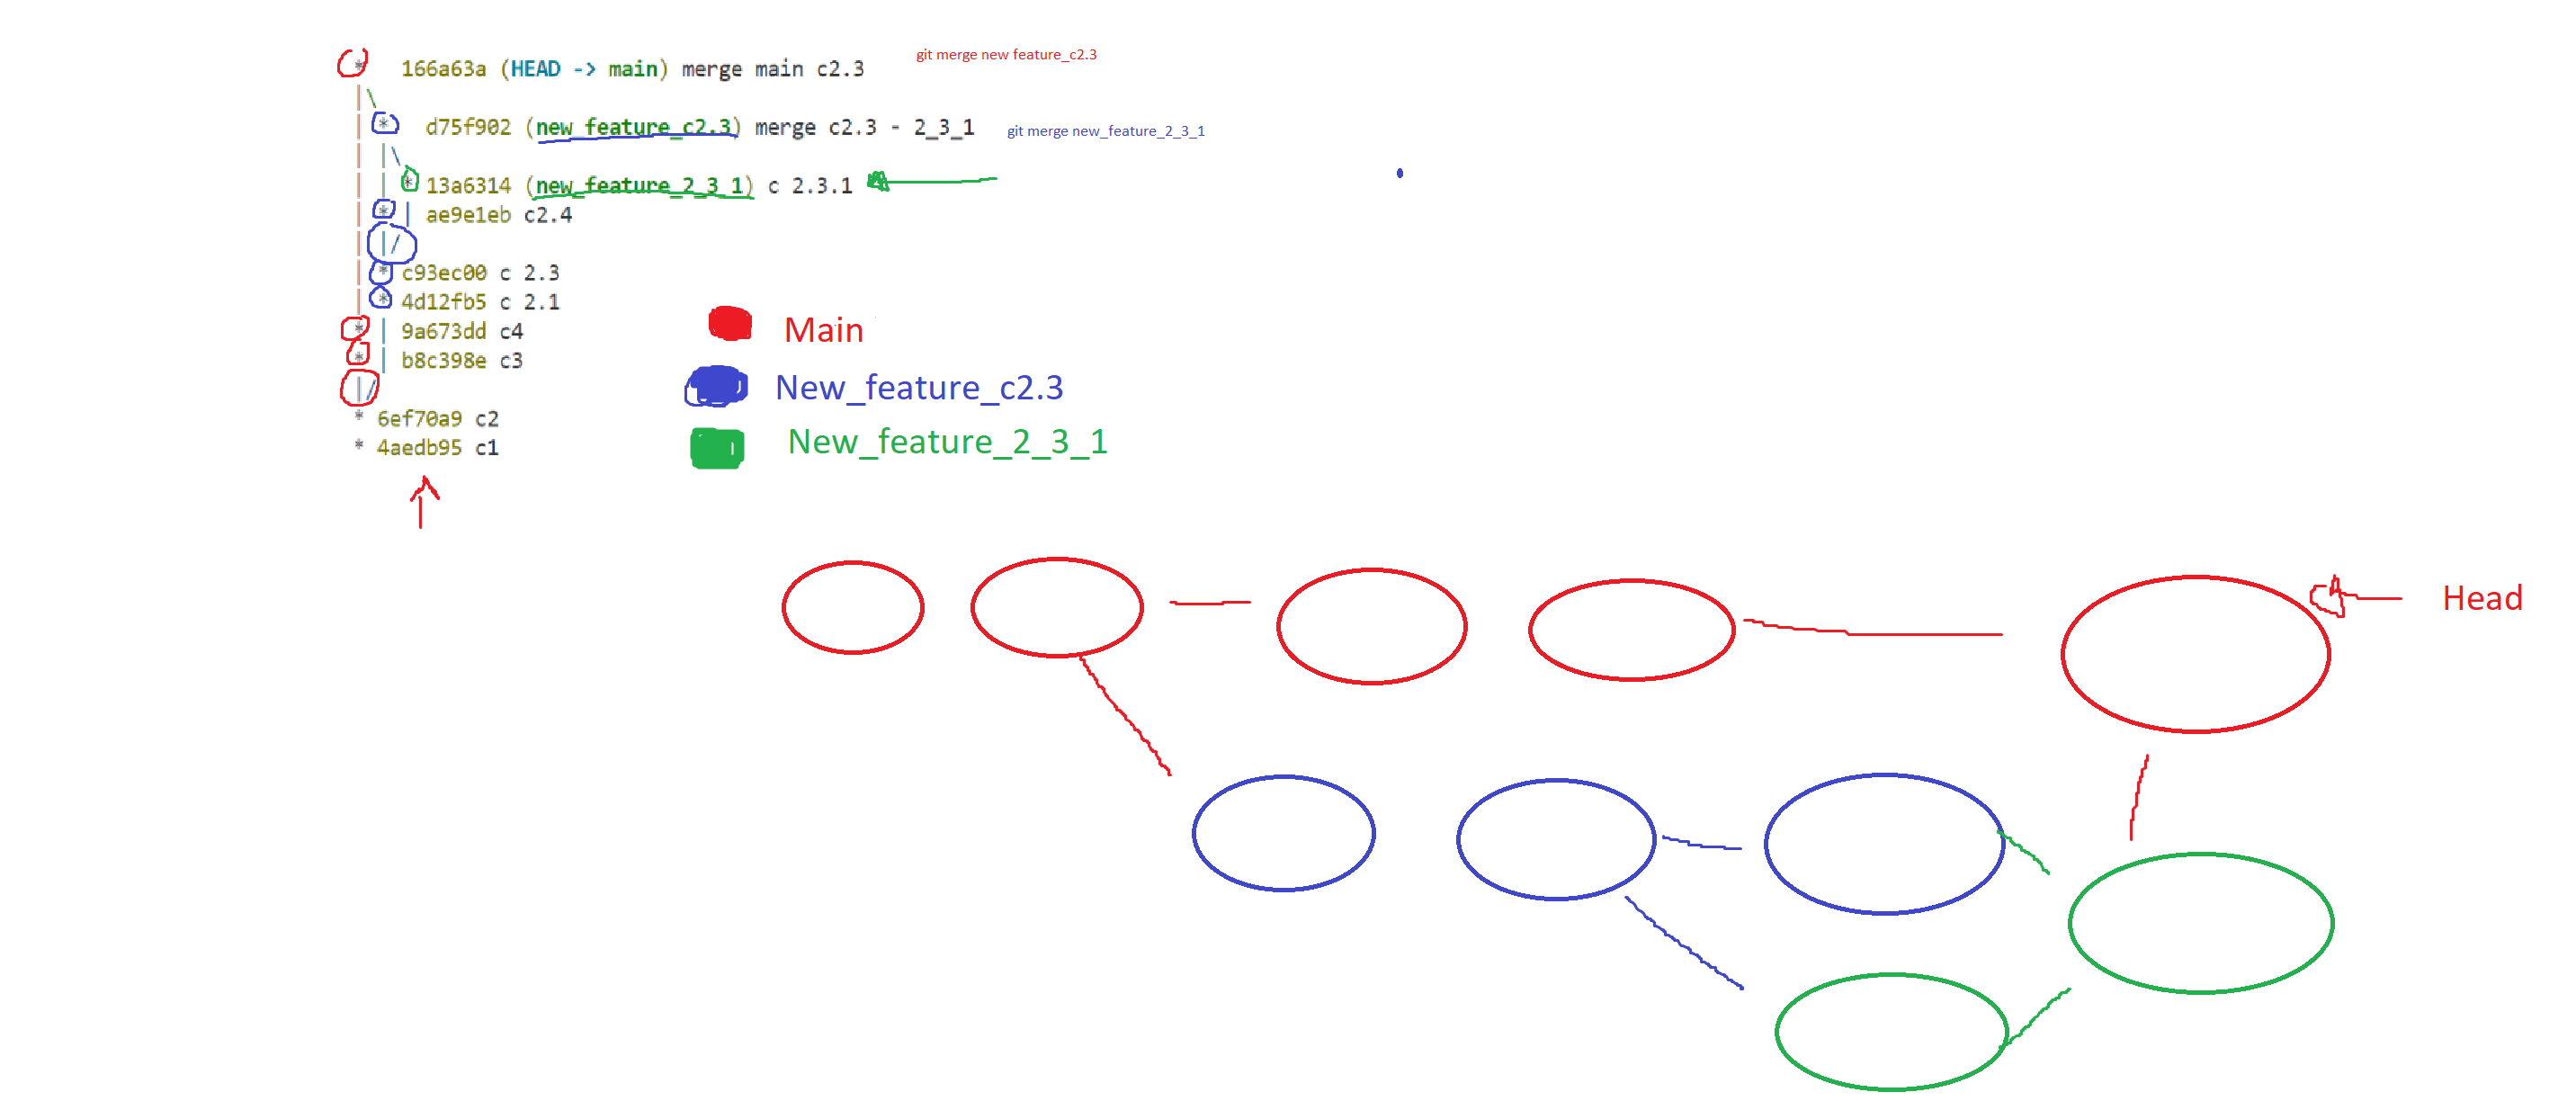 * 166a63a (HEAD -> main) merge main c2.3
git merge new feature_c2.3
|\
| * d75f902 (new_feature_c2.3) merge c2.3 - 2_3_1
git merge new_feature_2_3_1
| |\
| | * 13a6314 (new_feature_2_3_1) c 2.3.1
| * | ae9e1eb c2.4
| |/
| * c93ec00 c 2.3
| * 4d12fb5 c 2.1
* | 9a673dd c4
* | b8c398e c3
|/
* 6ef70a9 c2
* 4aedb95 c1
Main
New_feature_c2.3
New_feature_2_3_1
Head